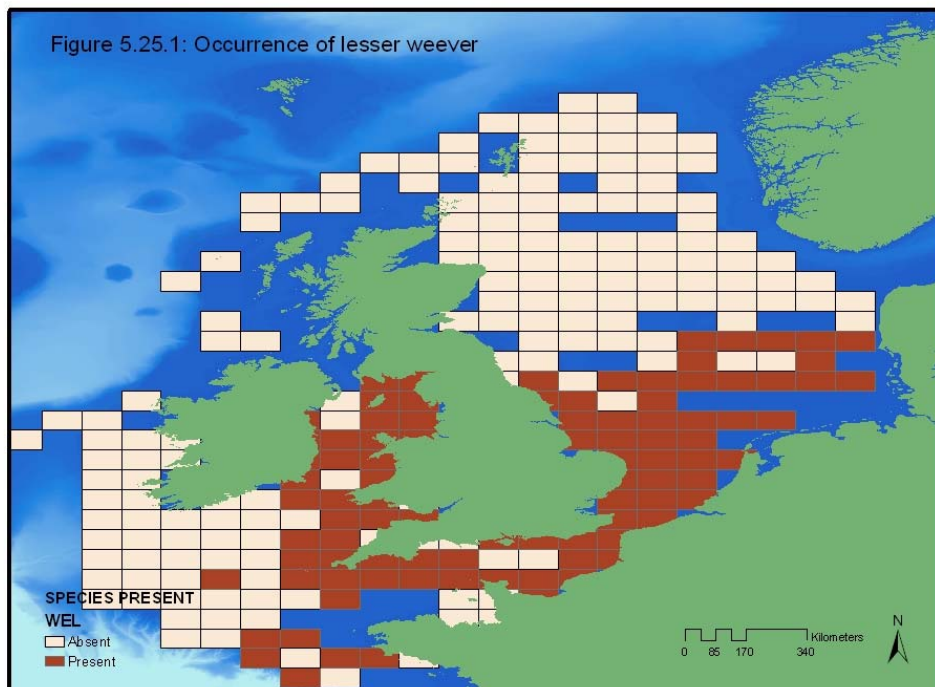 Figure 5.25.1: Occurrence of lesser weever
SPECIES PRESENT
WEL
Absent
Present
N
Kilometers
0 85 170 340